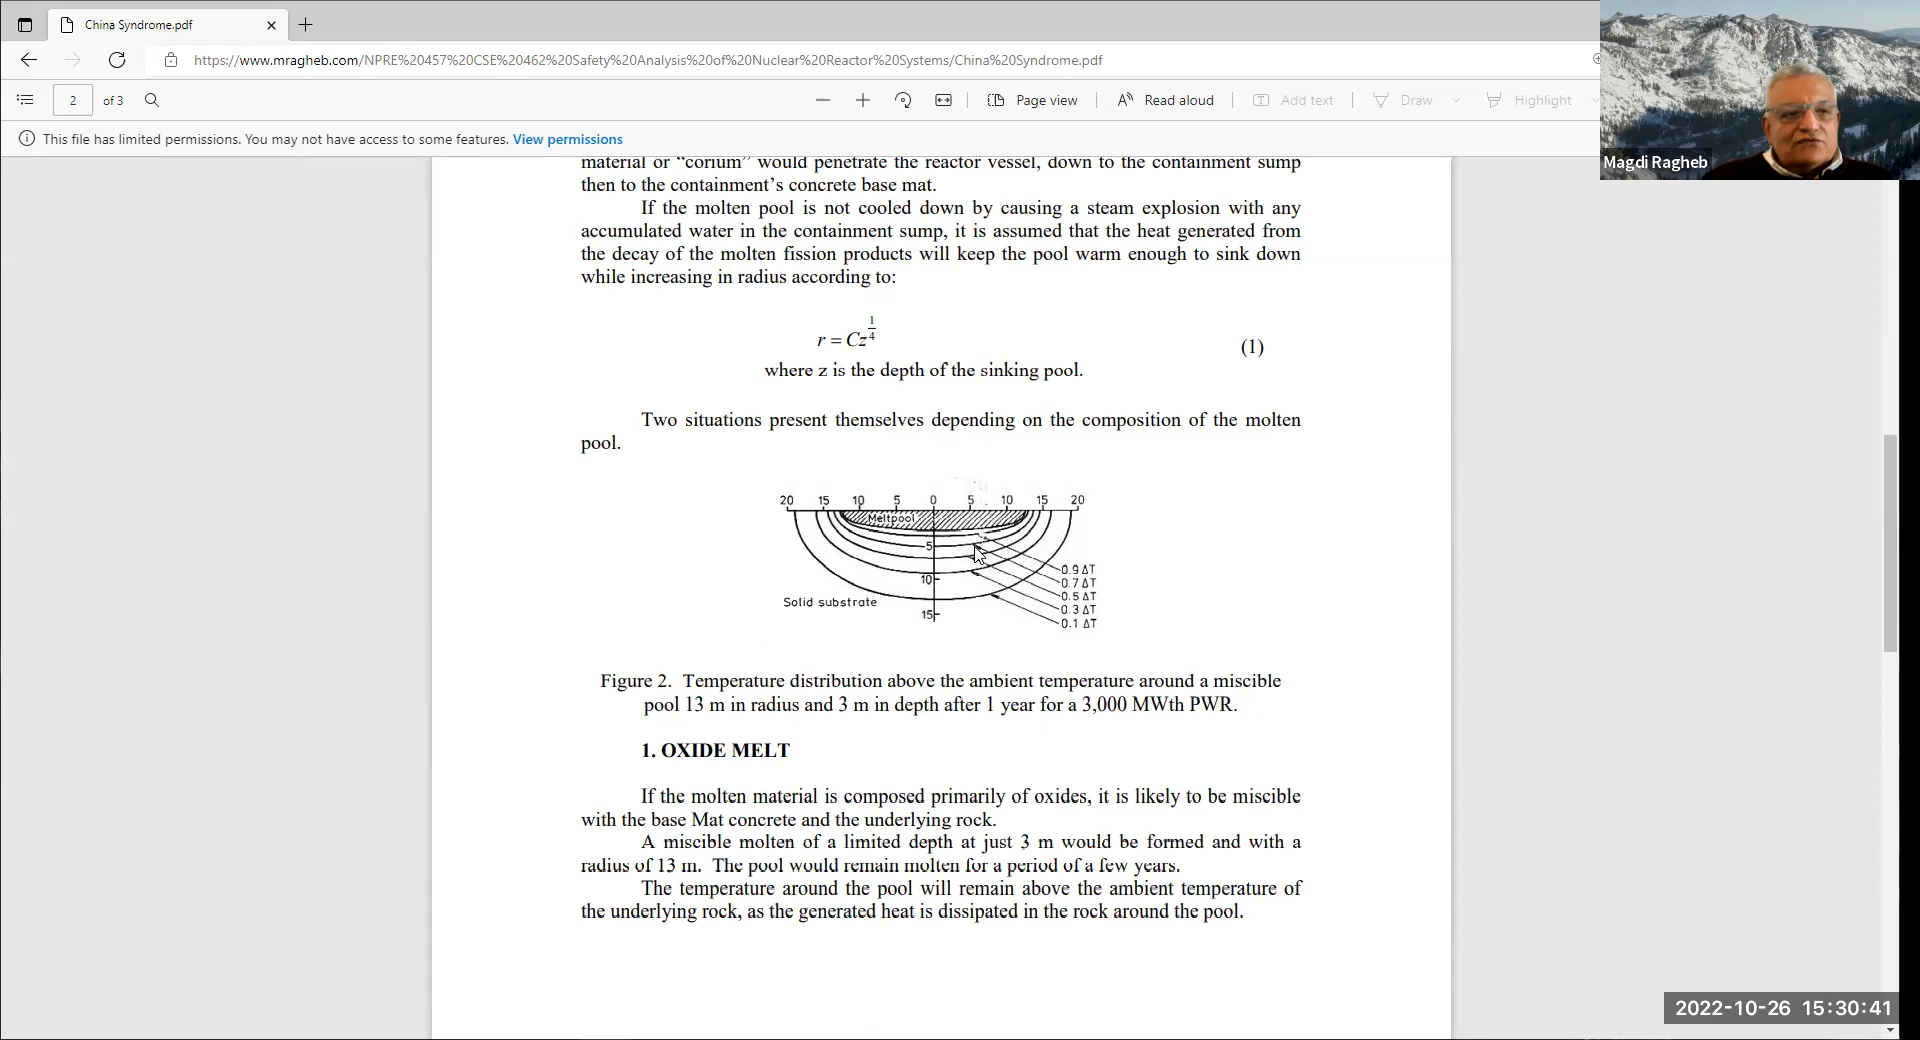 China Syndrome.pdf
https://www.mragheb.com/NPRE%20457%20CSE%20462%20Safety%20Analysis%20of%20Nuclear%20Reactor%20Systems/China%20Syndrome.pdf
2 of 3
Page view
Read aloud
Add text
Draw
Highlight
This file has limited permissions. You may not have access to some features. View permissions
Magdi Ragheb
material or “corium” would penetrate the reactor vessel, down to the containment sump
then to the containment’s concrete base mat.
If the molten pool is not cooled down by causing a steam explosion with any
accumulated water in the containment sump, it is assumed that the heat generated from
the decay of the molten fission products will keep the pool warm enough to sink down
while increasing in radius according to:
r = Cz^(1/4)
(1)
where z is the depth of the sinking pool.
Two situations present themselves depending on the composition of the molten
pool.
20 15 10 5 0 5 10 15 20
Meltpool
5
10
15
Solid substrate
0.9 ΔT
0.7 ΔT
0.5 ΔT
0.3 ΔT
0.1 ΔT
Figure 2. Temperature distribution above the ambient temperature around a miscible
pool 13 m in radius and 3 m in depth after 1 year for a 3,000 MWth PWR.
1. OXIDE MELT
If the molten material is composed primarily of oxides, it is likely to be miscible
with the base Mat concrete and the underlying rock.
A miscible molten of a limited depth at just 3 m would be formed and with a
radius of 13 m. The pool would remain molten for a period of a few years.
The temperature around the pool will remain above the ambient temperature of
the underlying rock, as the generated heat is dissipated in the rock around the pool.
2022-10-26 15:30:41